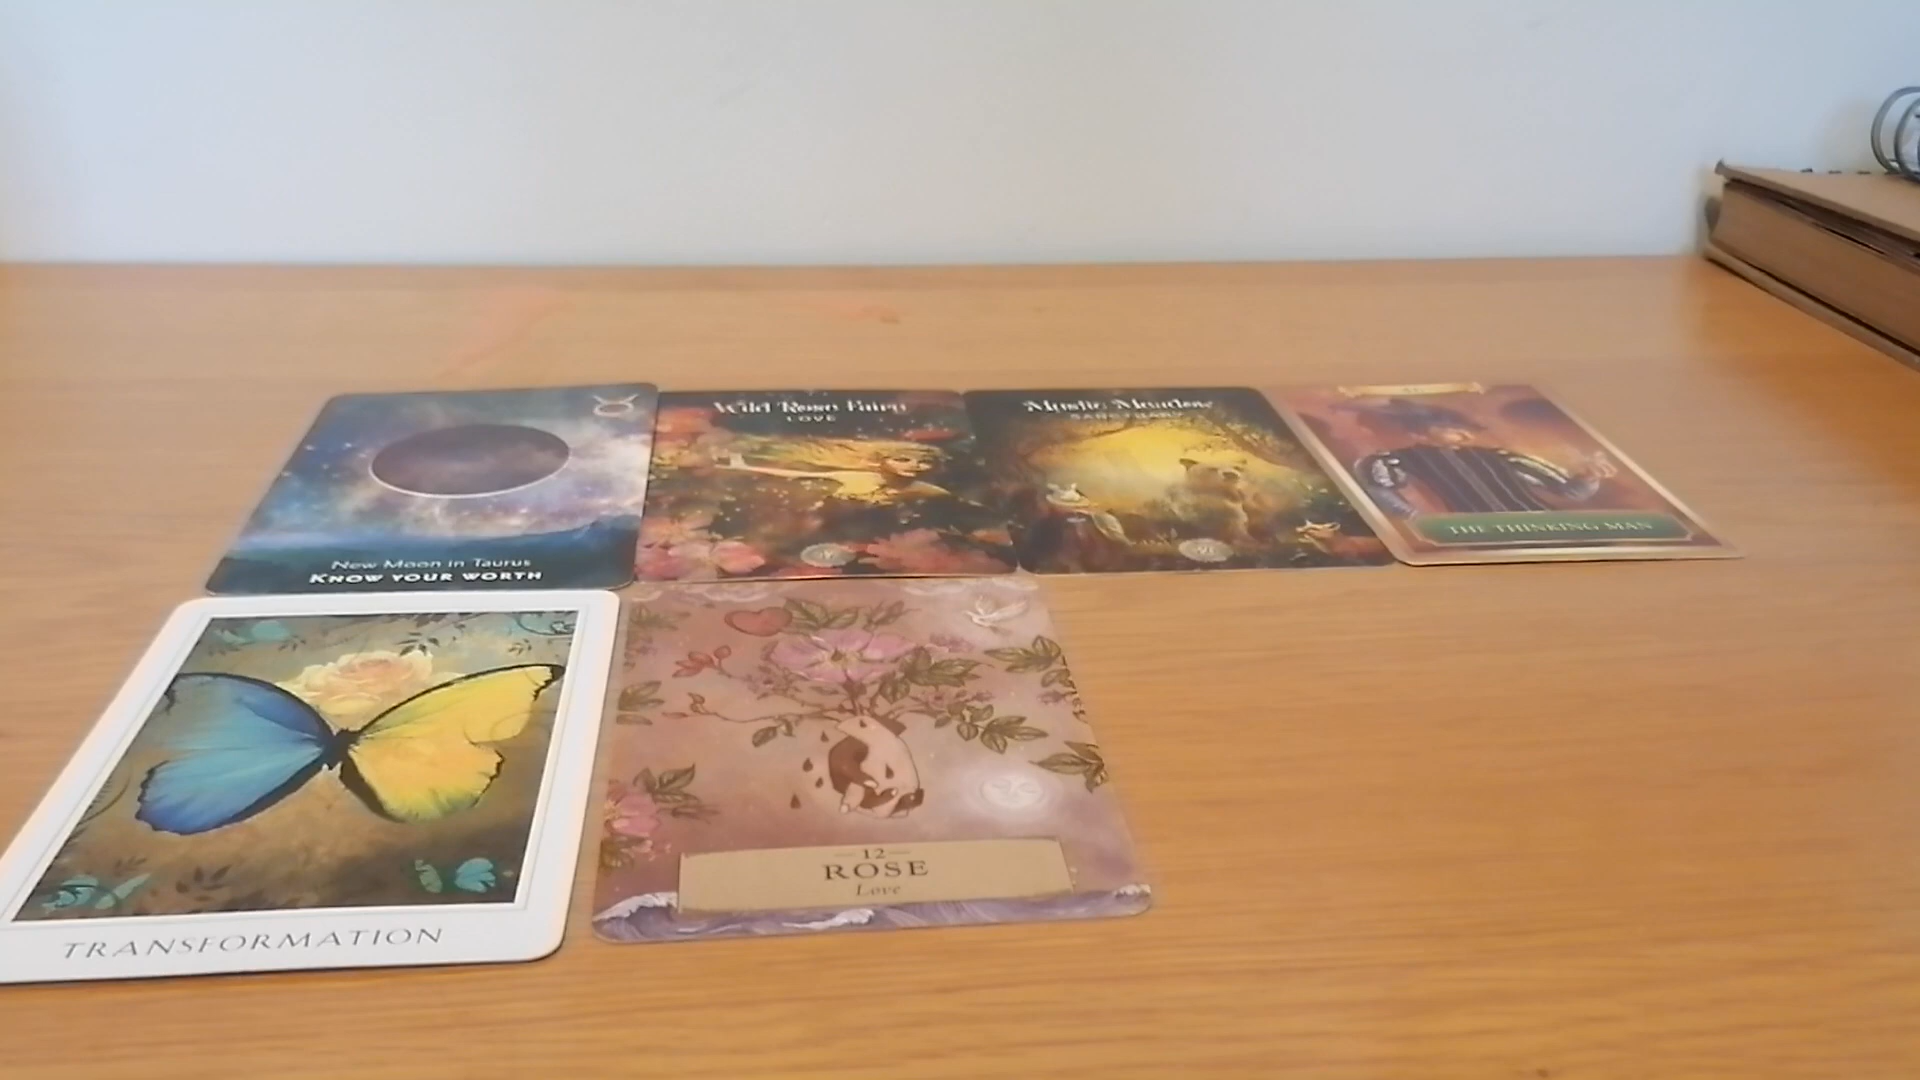 Wild Rose Fairy
LOVE
Mystic Meadow
SANCTUARY
New Moon in Taurus
KNOW YOUR WORTH
THE THINKING MAN
TRANSFORMATION
12
ROSE
Love